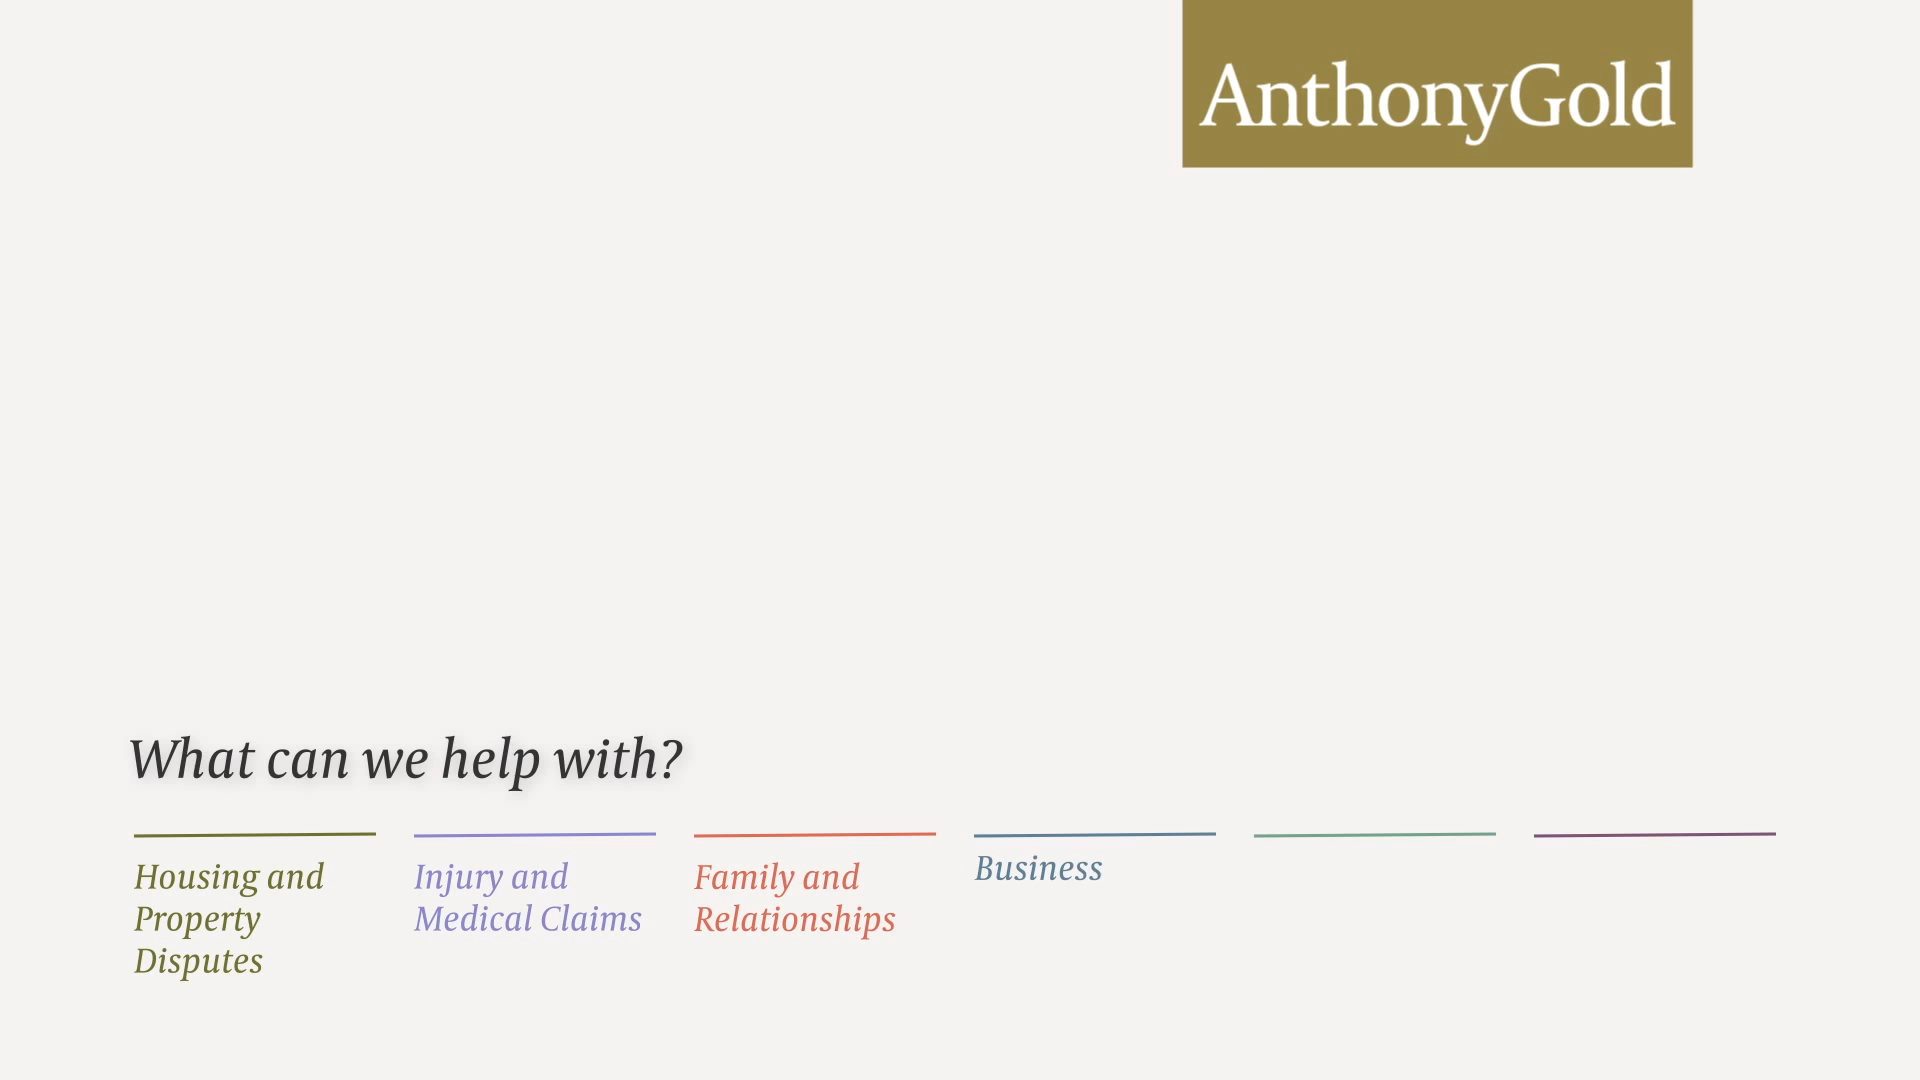 AnthonyGold
What can we help with?
Housing and
Property
Disputes
Injury and
Medical Claims
Family and
Relationships
Business